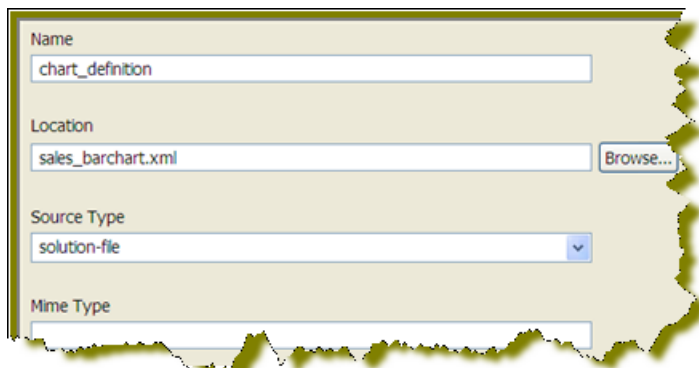 Name
chart_definition
Location
sales_barchart.xml
Browse...
Source Type
solution-file
Mime Type